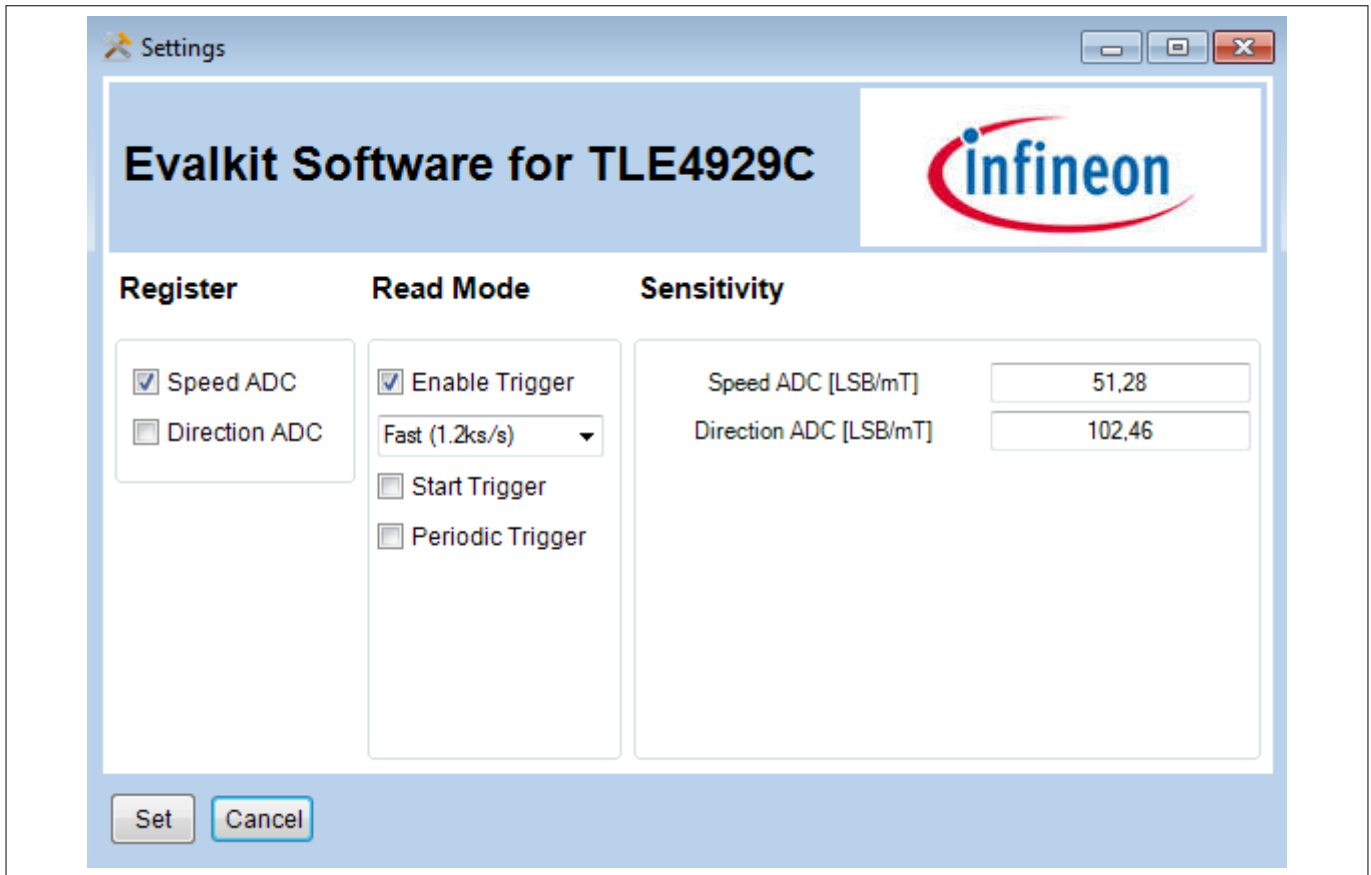 Settings
Evalkit Software for TLE4929C
infineon
Register
Speed ADC
Direction ADC
Read Mode
Enable Trigger
Fast (1.2ks/s)
Start Trigger
Periodic Trigger
Sensitivity
Speed ADC [LSB/mT] 51,28
Direction ADC [LSB/mT] 102,46
Set Cancel